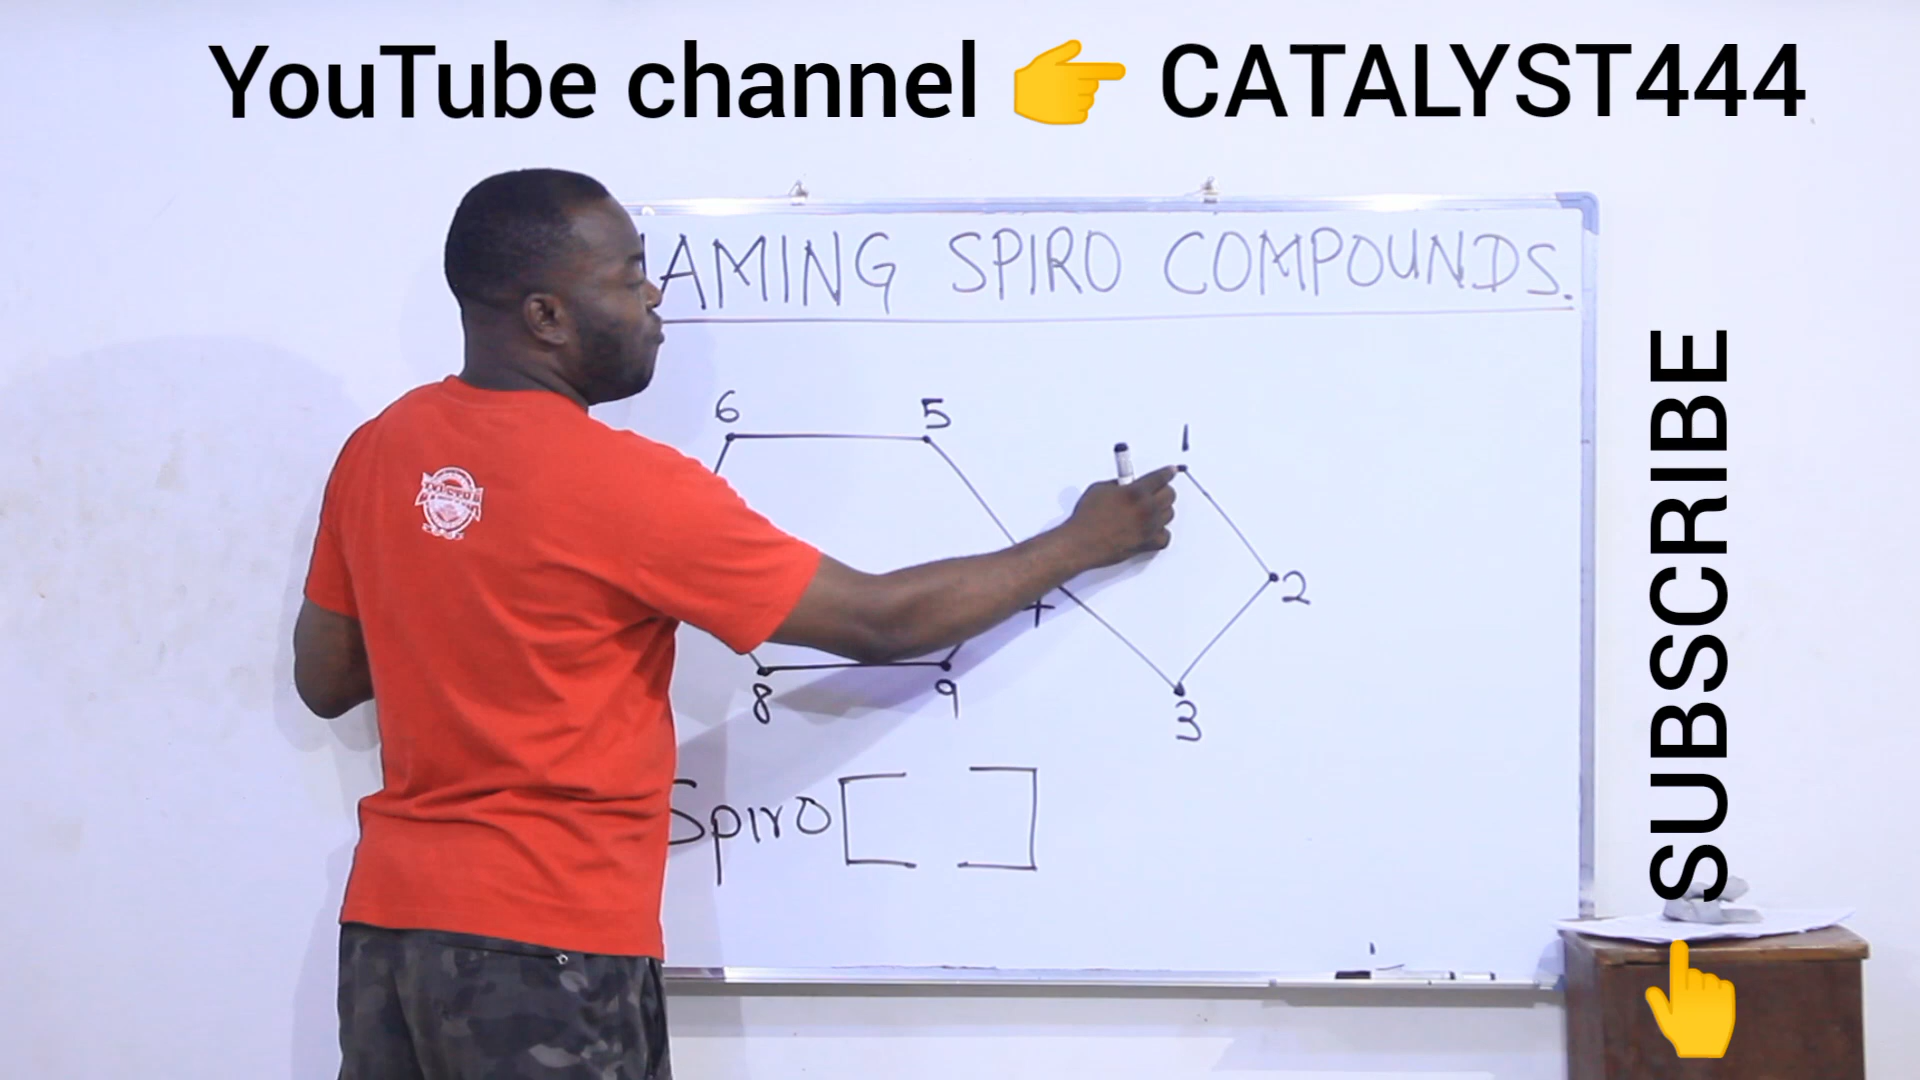 YouTube channel 👉 CATALYST444
AMING SPIRO COMPOUNDS.
6 5 1
2
4
8 9 3
Spiro[ ]
SUBSCRIBE